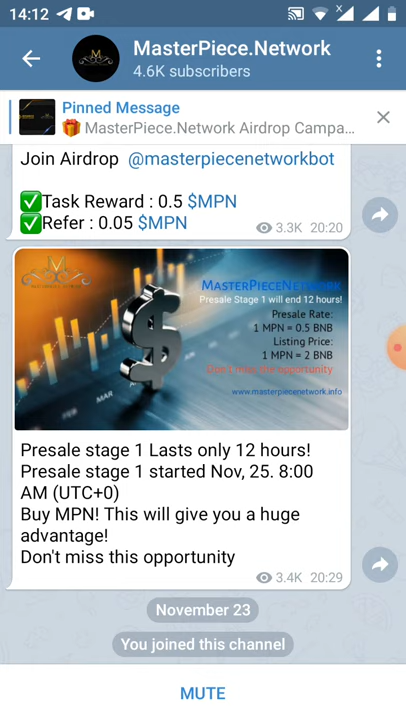 14:12
MasterPiece.Network
4.6K subscribers
Pinned Message
🎁 MasterPiece.Network Airdrop Campa...
Join Airdrop @masterpiecenetworkbot
✅Task Reward : 0.5 $MPN
✅Refer : 0.05 $MPN
3.3K 20:20
M
MasterPieceNetwork
Presale Stage 1 will end 12 hours!
Presale Rate:
1 MPN = 0.5 BNB
Listing Price:
1 MPN = 2 BNB
Don't miss the opportunity
www.masterpiecenetwork.info
FEB
MAR
Presale stage 1 Lasts only 12 hours!
Presale stage 1 started Nov, 25. 8:00
AM (UTC+0)
Buy MPN! This will give you a huge
advantage!
Don't miss this opportunity
3.4K 20:29
November 23
You joined this channel
MUTE